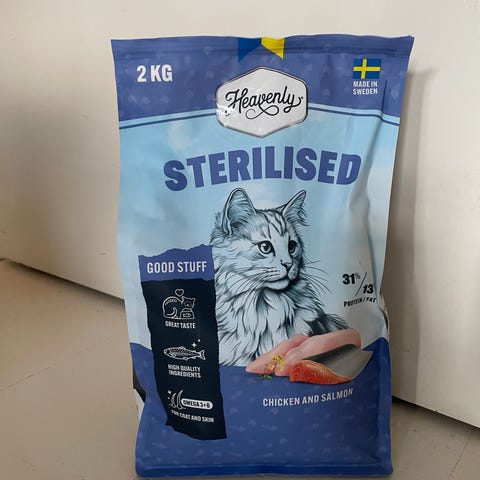 2 KG
Heavenly
MADE IN
SWEDEN
STERILISED
GOOD STUFF
GREAT TASTE
HIGH QUALITY
INGREDIENTS
OMEGA 3+6
FOR COAT AND SKIN
31% / 13
PROTEIN / FAT
CHICKEN AND SALMON